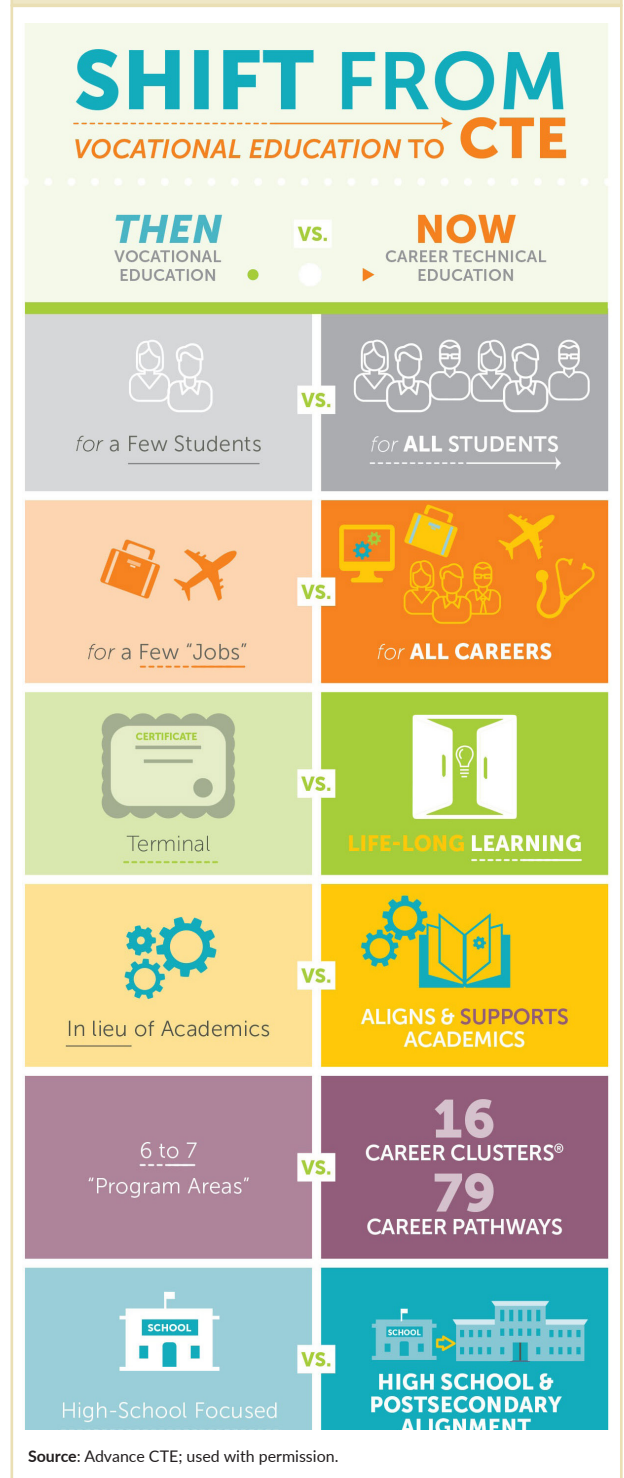 SHIFT FROM
VOCATIONAL EDUCATION TO CTE
THEN
VOCATIONAL
EDUCATION
VS.
NOW
CAREER TECHNICAL
EDUCATION
for a Few Students
VS.
for ALL STUDENTS
for a Few “Jobs”
VS.
for ALL CAREERS
CERTIFICATE
Terminal
VS.
LIFE-LONG LEARNING
In lieu of Academics
VS.
ALIGNS & SUPPORTS
ACADEMICS
6 to 7
“Program Areas”
VS.
16
CAREER CLUSTERS®
79
CAREER PATHWAYS
SCHOOL
High-School Focused
VS.
SCHOOL
HIGH SCHOOL &
POSTSECONDARY
ALIGNMENT
Source: Advance CTE; used with permission.